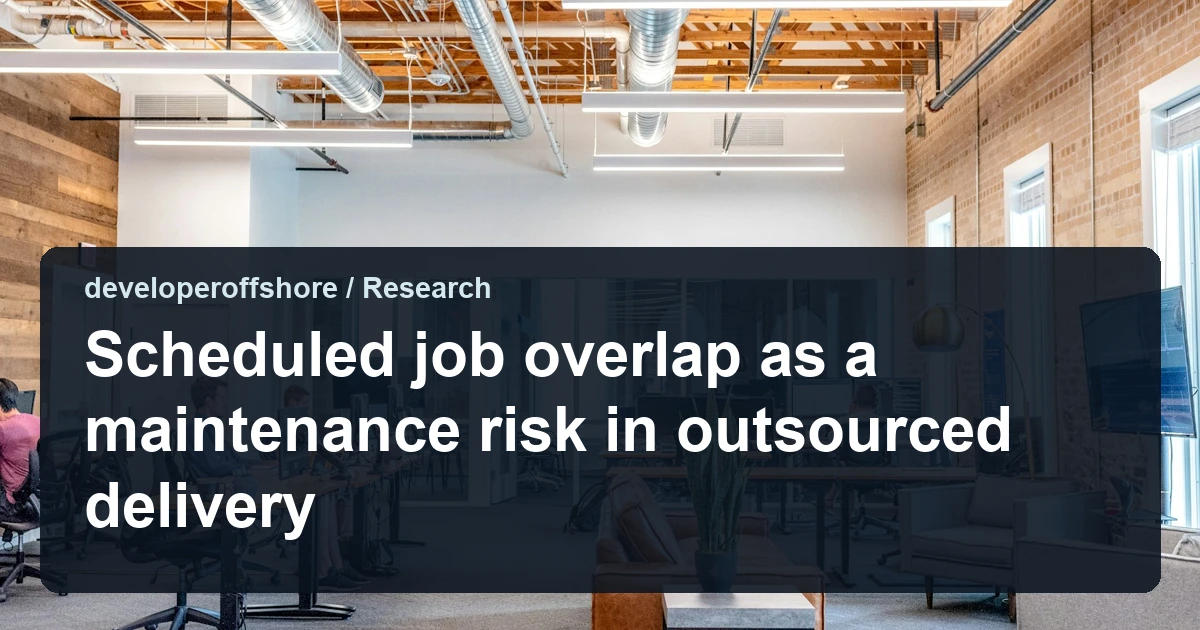 developeroffshore / Research
Scheduled job overlap as a
maintenance risk in outsourced
delivery